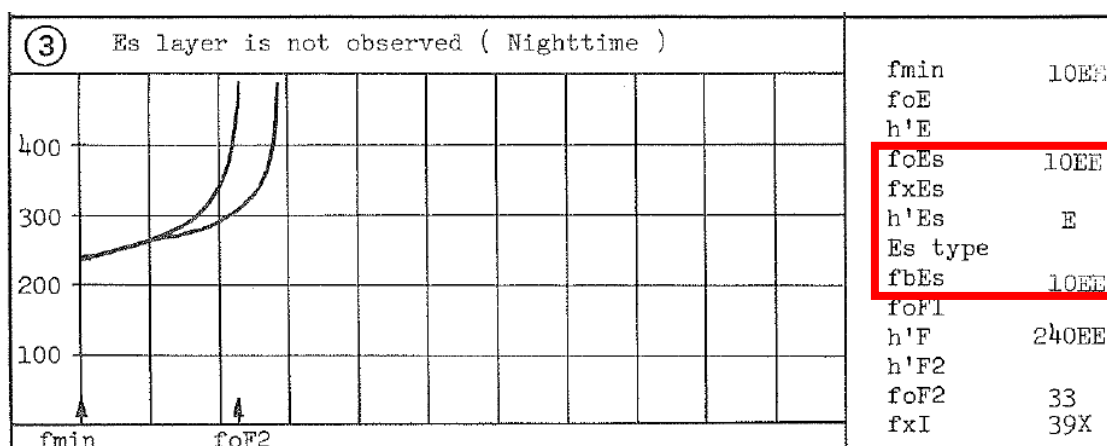 ③ Es layer is not observed ( Nighttime )
400
300
200
100
fmin foF2
fmin 10EE
foE
h'E
foEs 10EE
fxEs
h'Es E
Es type
fbEs 10EE
foF1
h'F 240EE
h'F2
foF2 33
fxI 39X